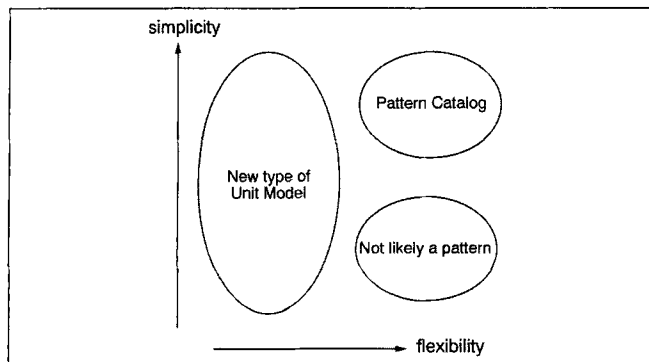 simplicity
Pattern Catalog
New type of
Unit Model
Not likely a pattern
flexibility